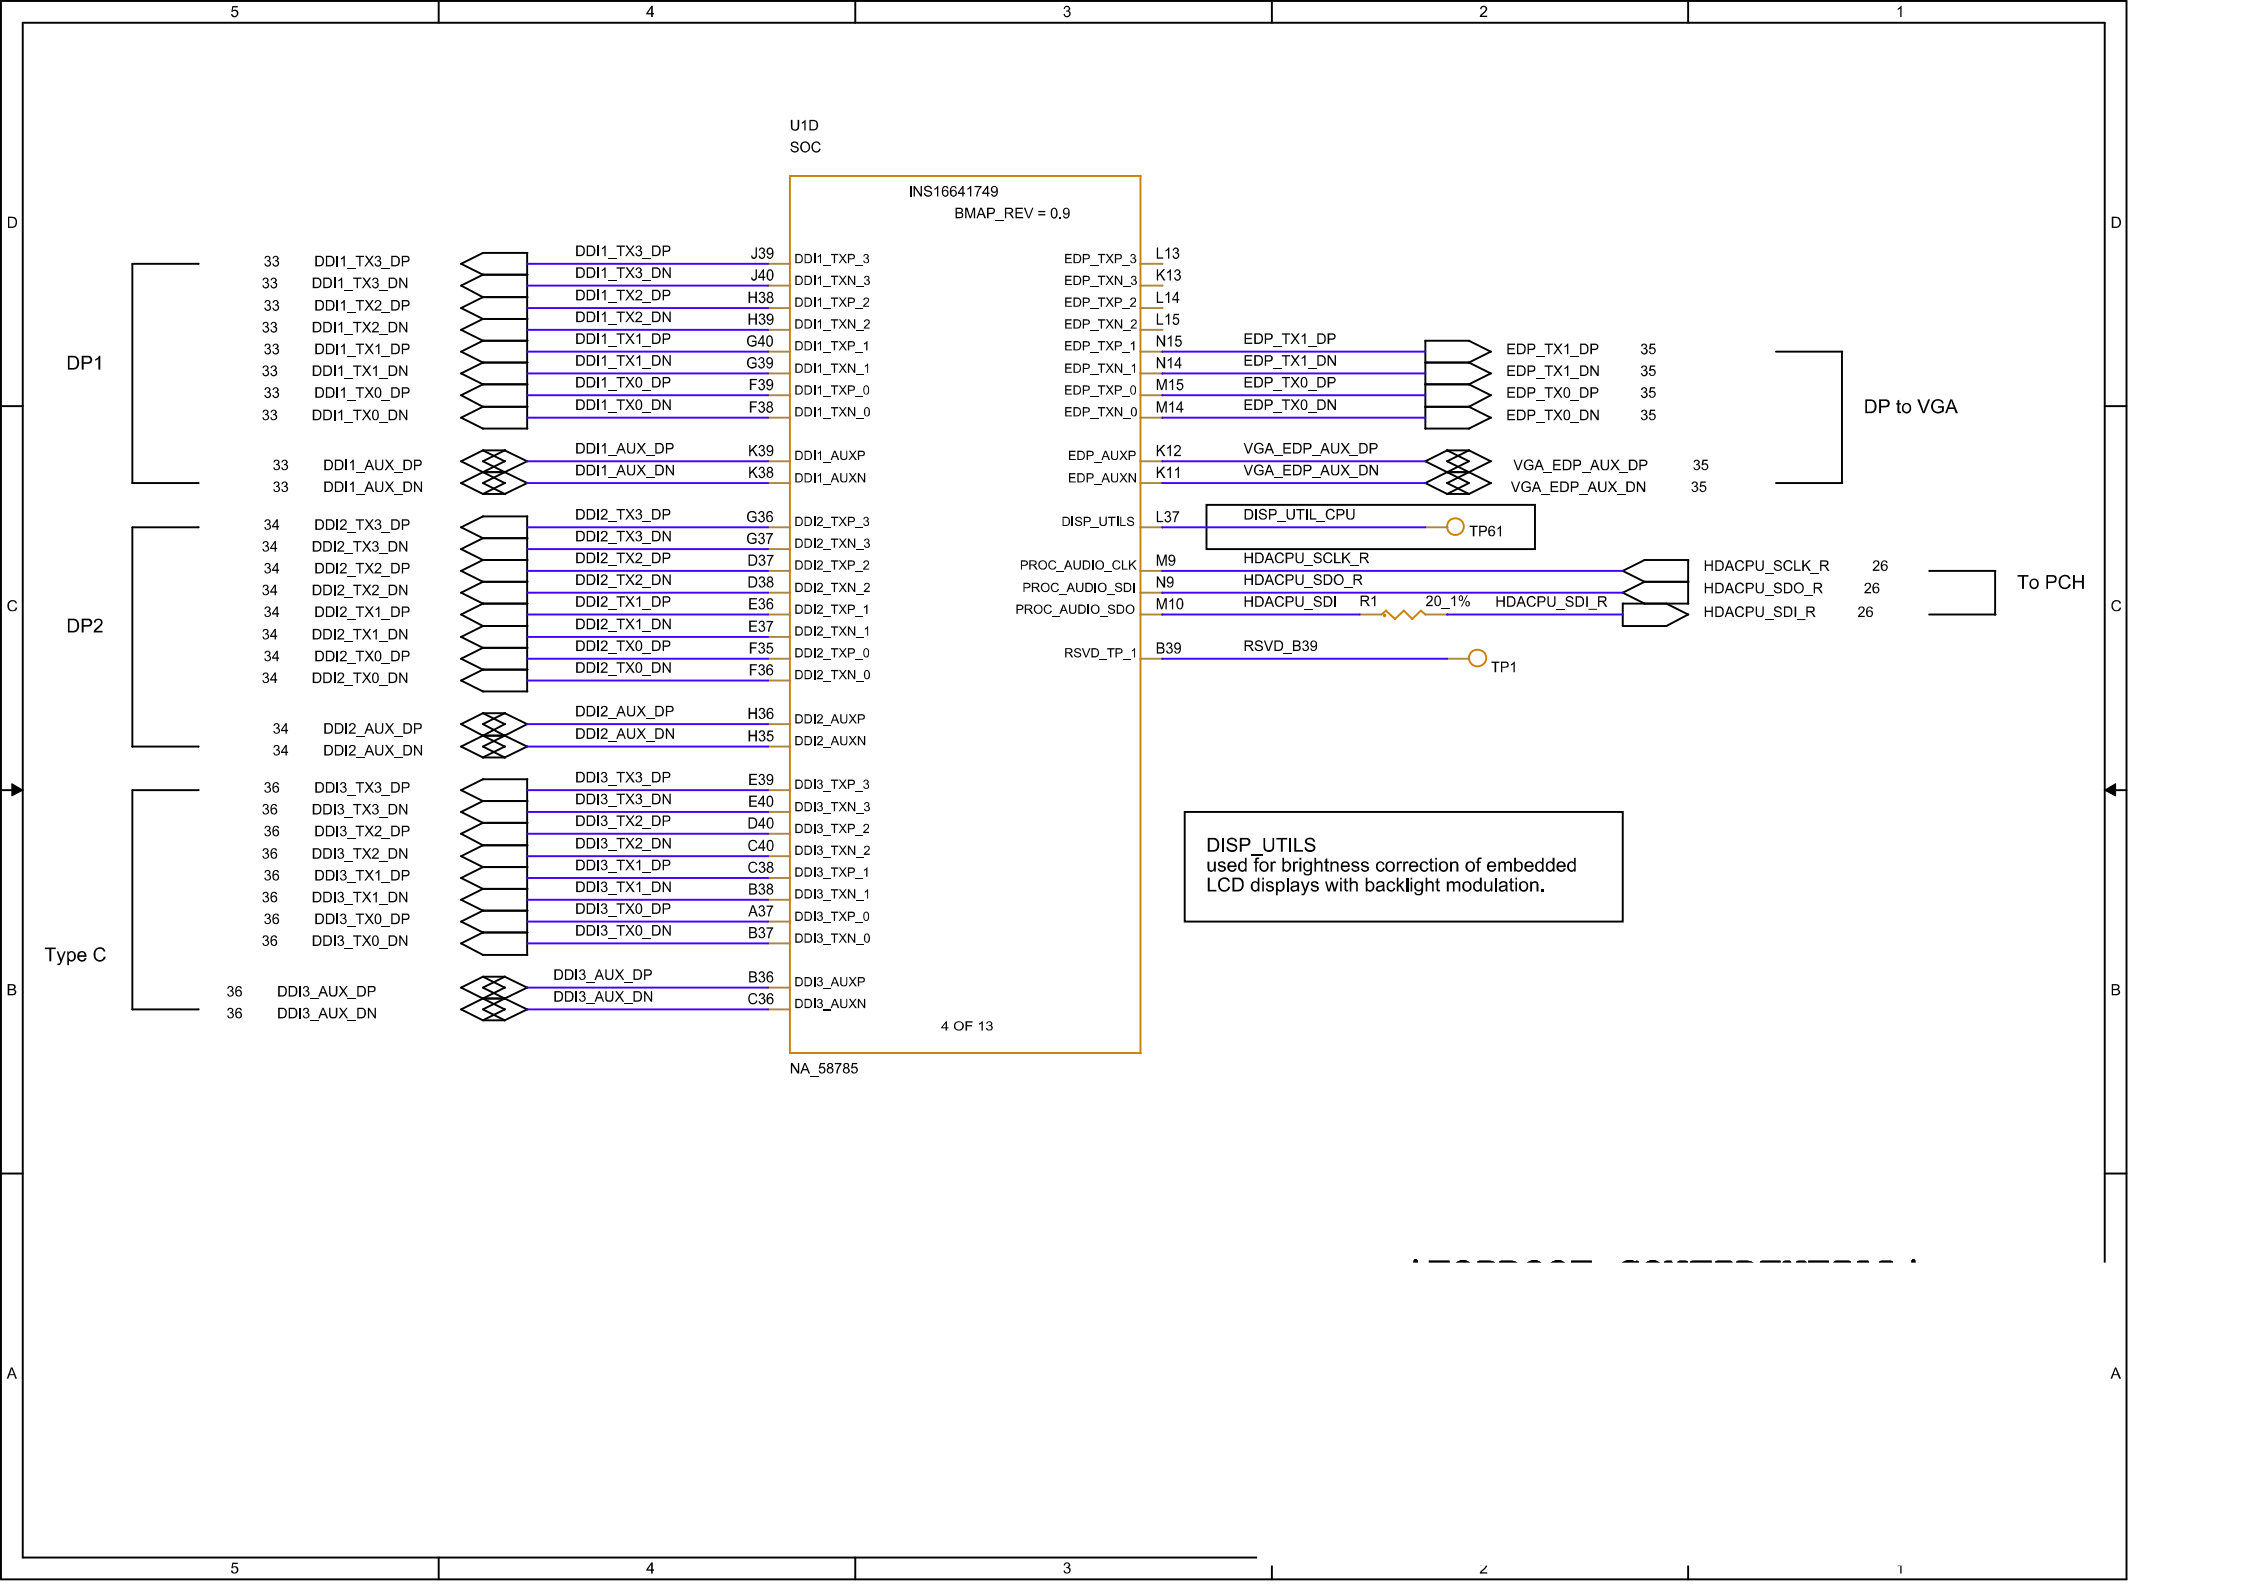 5 4 3 2 1
U1D
SOC
INS16641749
BMAP_REV = 0.9
D D
33 DDI1_TX3_DP DDI1_TX3_DP J39 DDI1_TXP_3 EDP_TXP_3 L13
33 DDI1_TX3_DN DDI1_TX3_DN J40 DDI1_TXN_3 EDP_TXN_3 K13
33 DDI1_TX2_DP DDI1_TX2_DP H38 DDI1_TXP_2 EDP_TXP_2 L14
33 DDI1_TX2_DN DDI1_TX2_DN H39 DDI1_TXN_2 EDP_TXN_2 L15
33 DDI1_TX1_DP DDI1_TX1_DP G40 DDI1_TXP_1 EDP_TXP_1 N15 EDP_TX1_DP EDP_TX1_DP 35
DP1
33 DDI1_TX1_DN DDI1_TX1_DN G39 DDI1_TXN_1 EDP_TXN_1 N14 EDP_TX1_DN EDP_TX1_DN 35
33 DDI1_TX0_DP DDI1_TX0_DP F39 DDI1_TXP_0 EDP_TXP_0 M15 EDP_TX0_DP EDP_TX0_DP 35
DP to VGA
33 DDI1_TX0_DN DDI1_TX0_DN F38 DDI1_TXN_0 EDP_TXN_0 M14 EDP_TX0_DN EDP_TX0_DN 35
33 DDI1_AUX_DP DDI1_AUX_DP K39 DDI1_AUXP EDP_AUXP K12 VGA_EDP_AUX_DP VGA_EDP_AUX_DP 35
33 DDI1_AUX_DN DDI1_AUX_DN K38 DDI1_AUXN EDP_AUXN K11 VGA_EDP_AUX_DN VGA_EDP_AUX_DN 35
34 DDI2_TX3_DP DDI2_TX3_DP G36 DDI2_TXP_3 DISP_UTILS L37 DISP_UTIL_CPU TP61
34 DDI2_TX3_DN DDI2_TX3_DN G37 DDI2_TXN_3
34 DDI2_TX2_DP DDI2_TX2_DP D37 DDI2_TXP_2 PROC_AUDIO_CLK M9 HDACPU_SCLK_R HDACPU_SCLK_R 26
To PCH
34 DDI2_TX2_DN DDI2_TX2_DN D38 DDI2_TXN_2 PROC_AUDIO_SDI N9 HDACPU_SDO_R HDACPU_SDO_R 26
C C
34 DDI2_TX1_DP DDI2_TX1_DP E36 DDI2_TXP_1 PROC_AUDIO_SDO M10 HDACPU_SDI R1 20_1% HDACPU_SDI_R HDACPU_SDI_R 26
DP2
34 DDI2_TX1_DN DDI2_TX1_DN E37 DDI2_TXN_1
34 DDI2_TX0_DP DDI2_TX0_DP F35 DDI2_TXP_0 RSVD_TP_1 B39 RSVD_B39 TP1
34 DDI2_TX0_DN DDI2_TX0_DN F36 DDI2_TXN_0
34 DDI2_AUX_DP DDI2_AUX_DP H36 DDI2_AUXP
34 DDI2_AUX_DN DDI2_AUX_DN H35 DDI2_AUXN
36 DDI3_TX3_DP DDI3_TX3_DP E39 DDI3_TXP_3
36 DDI3_TX3_DN DDI3_TX3_DN E40 DDI3_TXN_3
36 DDI3_TX2_DP DDI3_TX2_DP D40 DDI3_TXP_2
36 DDI3_TX2_DN DDI3_TX2_DN C40 DDI3_TXN_2
36 DDI3_TX1_DP DDI3_TX1_DP C38 DDI3_TXP_1
36 DDI3_TX1_DN DDI3_TX1_DN B38 DDI3_TXN_1
36 DDI3_TX0_DP DDI3_TX0_DP A37 DDI3_TXP_0
36 DDI3_TX0_DN DDI3_TX0_DN B37 DDI3_TXN_0
DISP_UTILS
used for brightness correction of embedded
LCD displays with backlight modulation.
Type C
B B
36 DDI3_AUX_DP DDI3_AUX_DP B36 DDI3_AUXP
36 DDI3_AUX_DN DDI3_AUX_DN C36 DDI3_AUXN
4 OF 13
NA_58785
A A
5 4 3